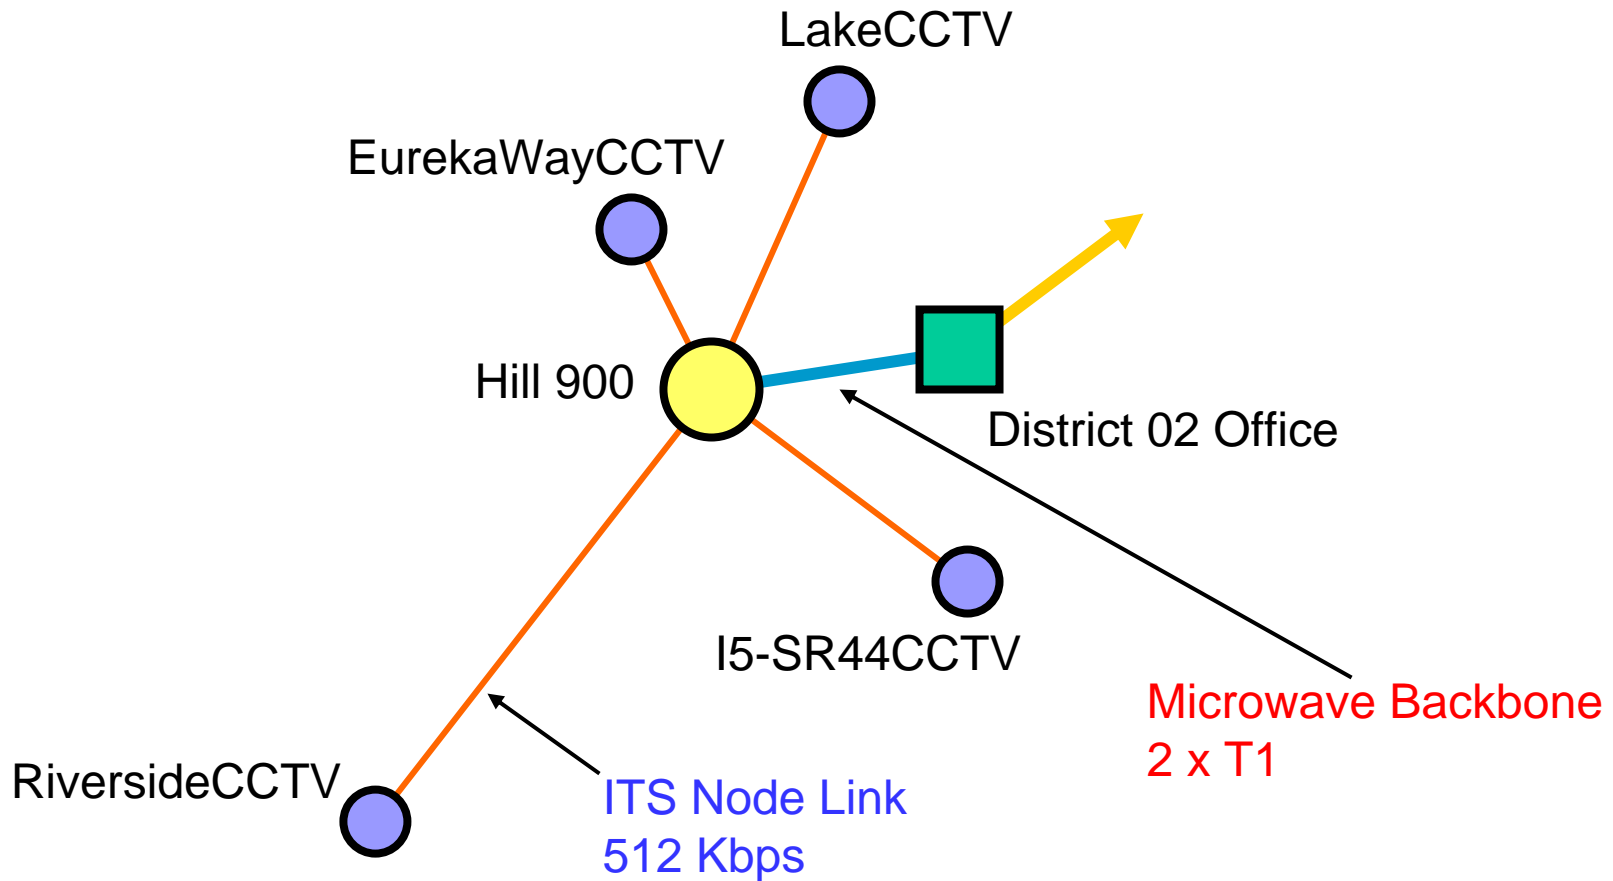 LakeCCTV
EurekaWayCCTV
Hill 900
District 02 Office
I5-SR44CCTV
Microwave Backbone
2 x T1
RiversideCCTV
ITS Node Link
512 Kbps